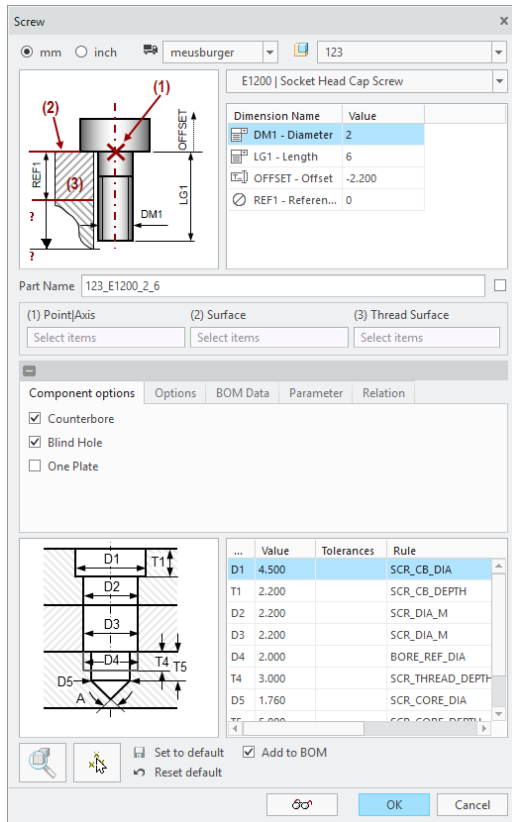 Screw x
mm inch meusburger 123
E1200 | Socket Head Cap Screw
(1)
(2)
OFFSET
REF1
(3)
LG1
?
DM1
?
Dimension Name Value
DM1 - Diameter 2
LG1 - Length 6
OFFSET - Offset -2.200
REF1 - Referen... 0
Part Name 123_E1200_2_6
(1) Point|Axis (2) Surface (3) Thread Surface
Select items Select items Select items
Component options Options BOM Data Parameter Relation
Counterbore
Blind Hole
One Plate
D1 T1
D2
D3
D4 T4 T5
D5
A
... Value Tolerances Rule
D1 4.500 SCR_CB_DIA
T1 2.200 SCR_CB_DEPTH
D2 2.200 SCR_DIA_M
D3 2.200 SCR_DIA_M
D4 2.000 BORE_REF_DIA
T4 3.000 SCR_THREAD_DEPTH
D5 1.760 SCR_CORE_DIA
Set to default Add to BOM
Reset default
OK Cancel